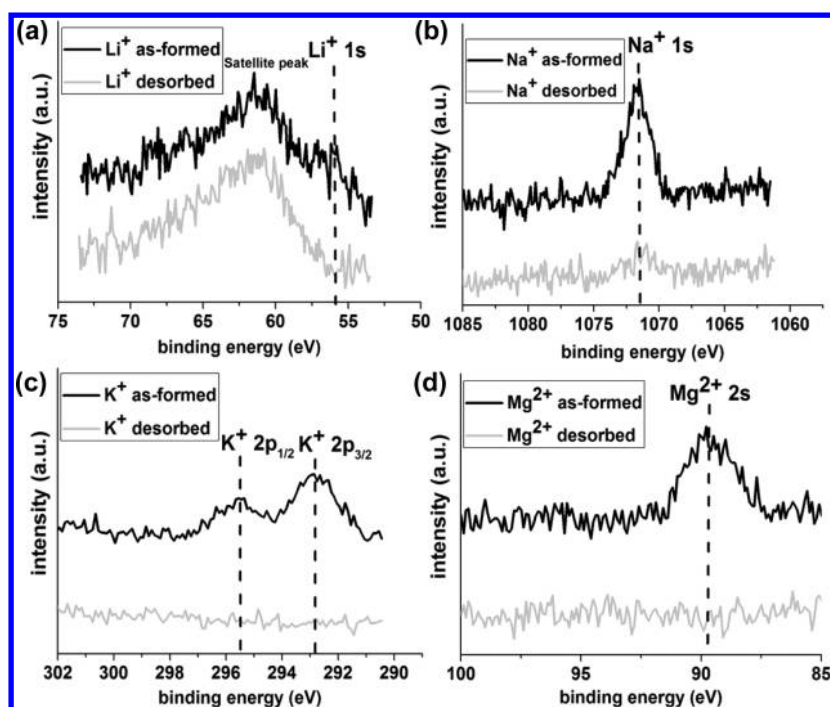 (a)
Li⁺ as-formed
Li⁺ desorbed
Satellite peak
Li⁺ 1s
intensity (a.u.)
75 70 65 60 55 50
binding energy (eV)
(b)
Na⁺ as-formed
Na⁺ desorbed
Na⁺ 1s
intensity (a.u.)
1085 1080 1075 1070 1065 1060
binding energy (eV)
(c)
K⁺ as-formed
K⁺ desorbed
K⁺ 2p₁/₂ K⁺ 2p₃/₂
intensity (a.u.)
302 300 298 296 294 292 290
binding energy (eV)
(d)
Mg²⁺ as-formed
Mg²⁺ desorbed
Mg²⁺ 2s
intensity (a.u.)
100 95 90 85
binding energy (eV)